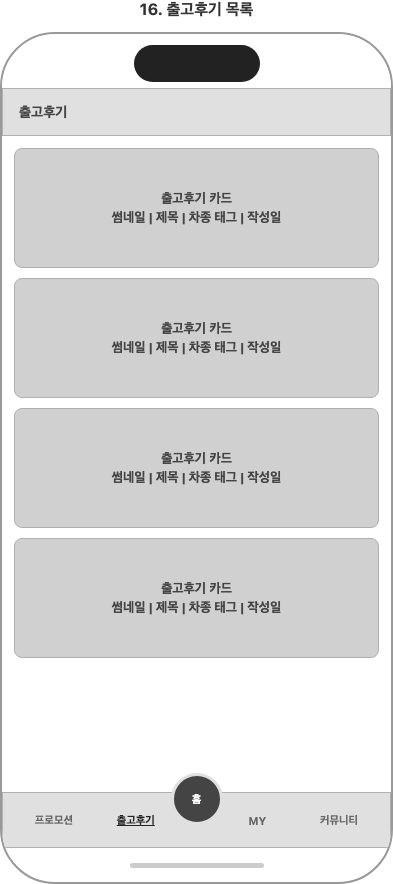 16. 출고후기 목록
출고후기
출고후기 카드
썸네일 | 제목 | 차종 태그 | 작성일
출고후기 카드
썸네일 | 제목 | 차종 태그 | 작성일
출고후기 카드
썸네일 | 제목 | 차종 태그 | 작성일
출고후기 카드
썸네일 | 제목 | 차종 태그 | 작성일
프로모션
출고후기
홈
MY
커뮤니티